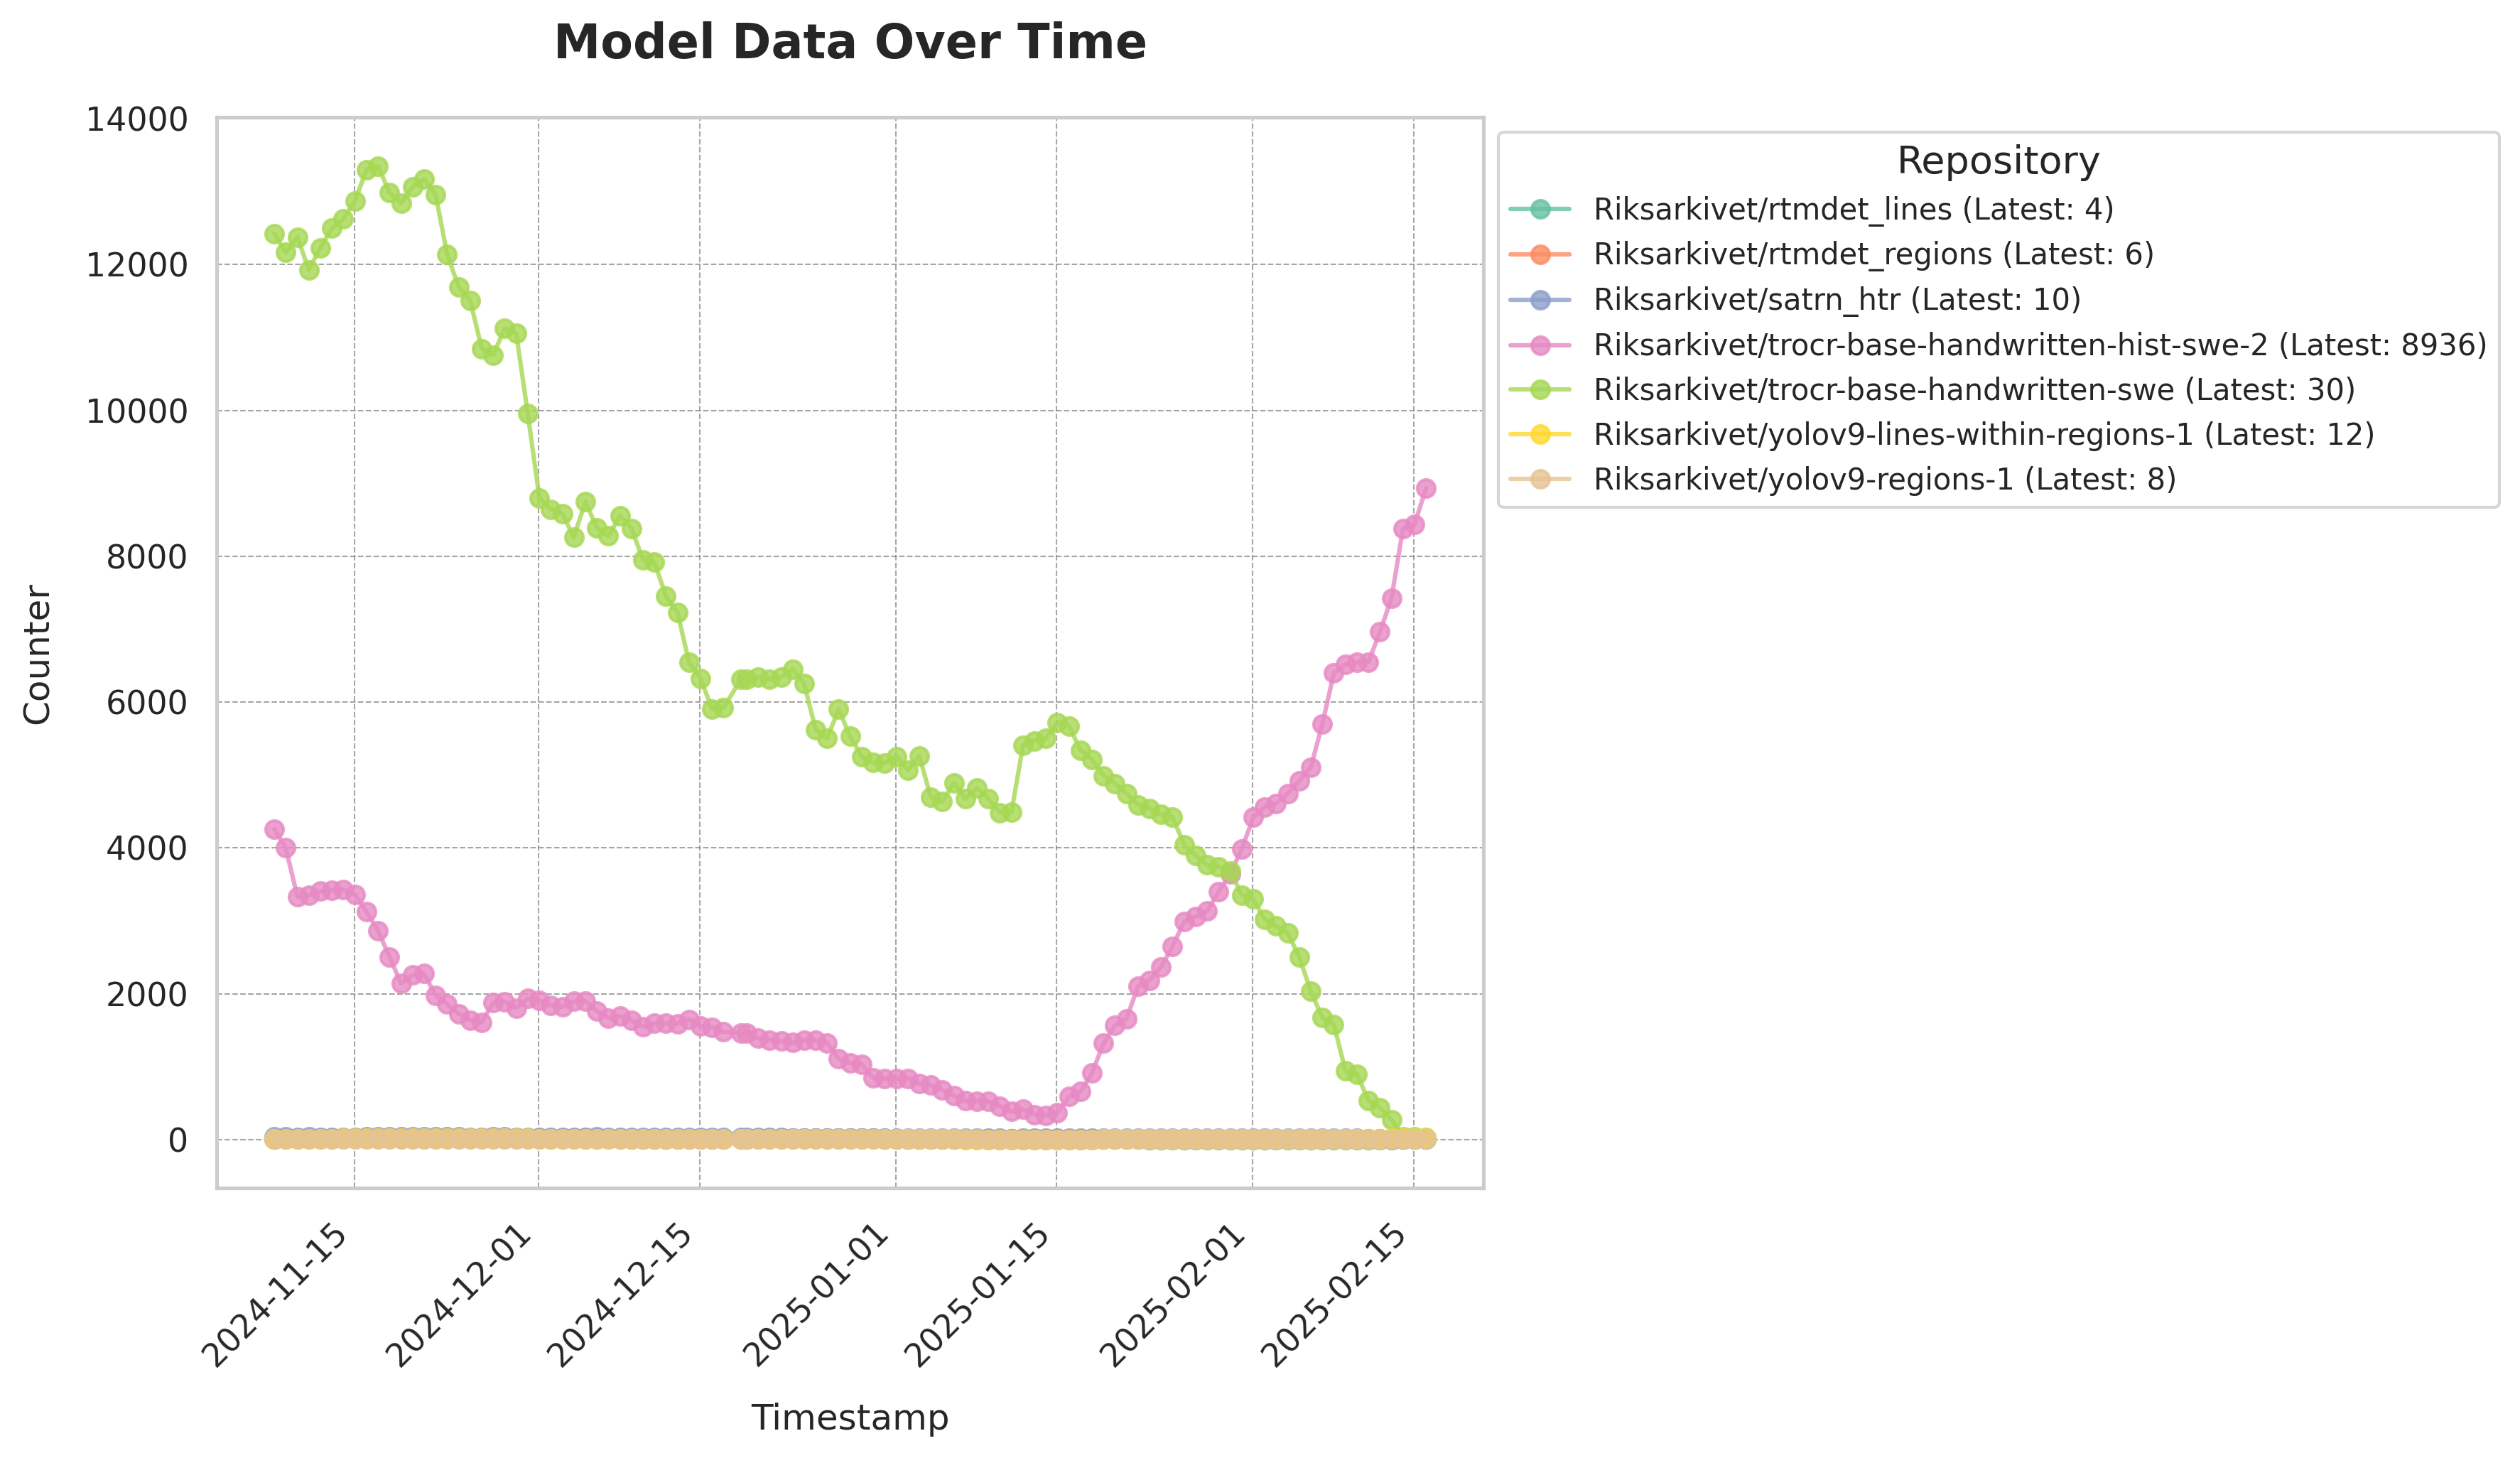 Model Data Over Time
14000
12000
10000
8000
6000
4000
2000
0
Counter
2024-11-15
2024-12-01
2024-12-15
2025-01-01
2025-01-15
2025-02-01
2025-02-15
Timestamp
Repository
Riksarkivet/rtmdet_lines (Latest: 4)
Riksarkivet/rtmdet_regions (Latest: 6)
Riksarkivet/satrn_htr (Latest: 10)
Riksarkivet/trocr-base-handwritten-hist-swe-2 (Latest: 8936)
Riksarkivet/trocr-base-handwritten-swe (Latest: 30)
Riksarkivet/yolov9-lines-within-regions-1 (Latest: 12)
Riksarkivet/yolov9-regions-1 (Latest: 8)